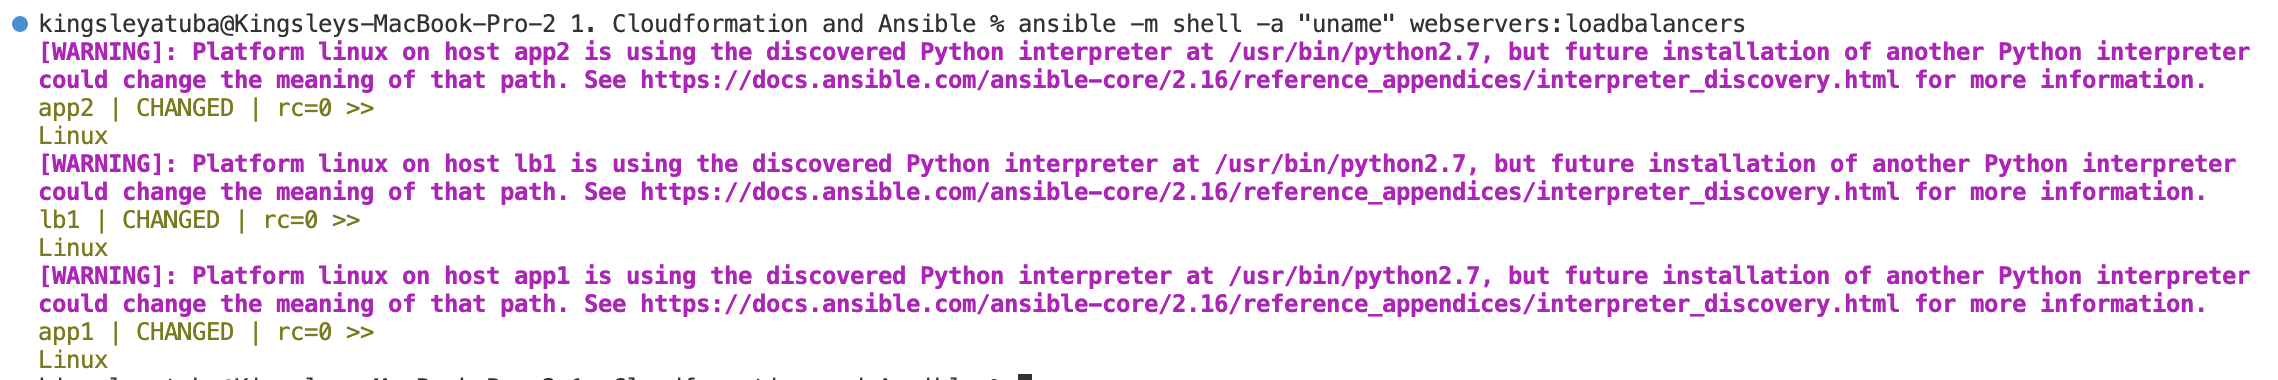 kingsleyatuba@Kingsleys-MacBook-Pro-2 1. Cloudformation and Ansible % ansible -m shell -a "uname" webservers:loadbalancers
[WARNING]: Platform linux on host app2 is using the discovered Python interpreter at /usr/bin/python2.7, but future installation of another Python interpreter
could change the meaning of that path. See https://docs.ansible.com/ansible-core/2.16/reference_appendices/interpreter_discovery.html for more information.
app2 | CHANGED | rc=0 >>
Linux
[WARNING]: Platform linux on host lb1 is using the discovered Python interpreter at /usr/bin/python2.7, but future installation of another Python interpreter
could change the meaning of that path. See https://docs.ansible.com/ansible-core/2.16/reference_appendices/interpreter_discovery.html for more information.
lb1 | CHANGED | rc=0 >>
Linux
[WARNING]: Platform linux on host app1 is using the discovered Python interpreter at /usr/bin/python2.7, but future installation of another Python interpreter
could change the meaning of that path. See https://docs.ansible.com/ansible-core/2.16/reference_appendices/interpreter_discovery.html for more information.
app1 | CHANGED | rc=0 >>
Linux